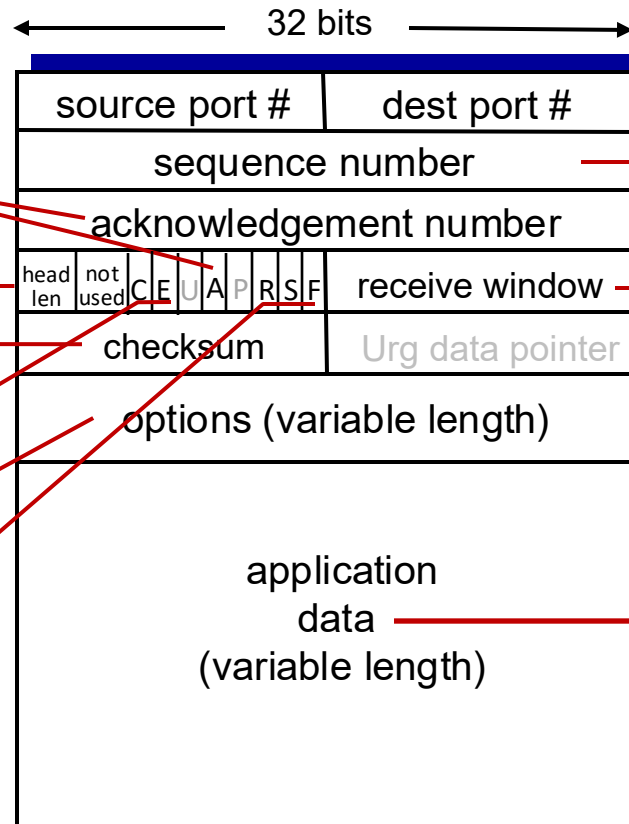 32 bits
source port # dest port #
sequence number
acknowledgement number
head len not used C E U A P R S F receive window
checksum Urg data pointer
options (variable length)
application
data
(variable length)